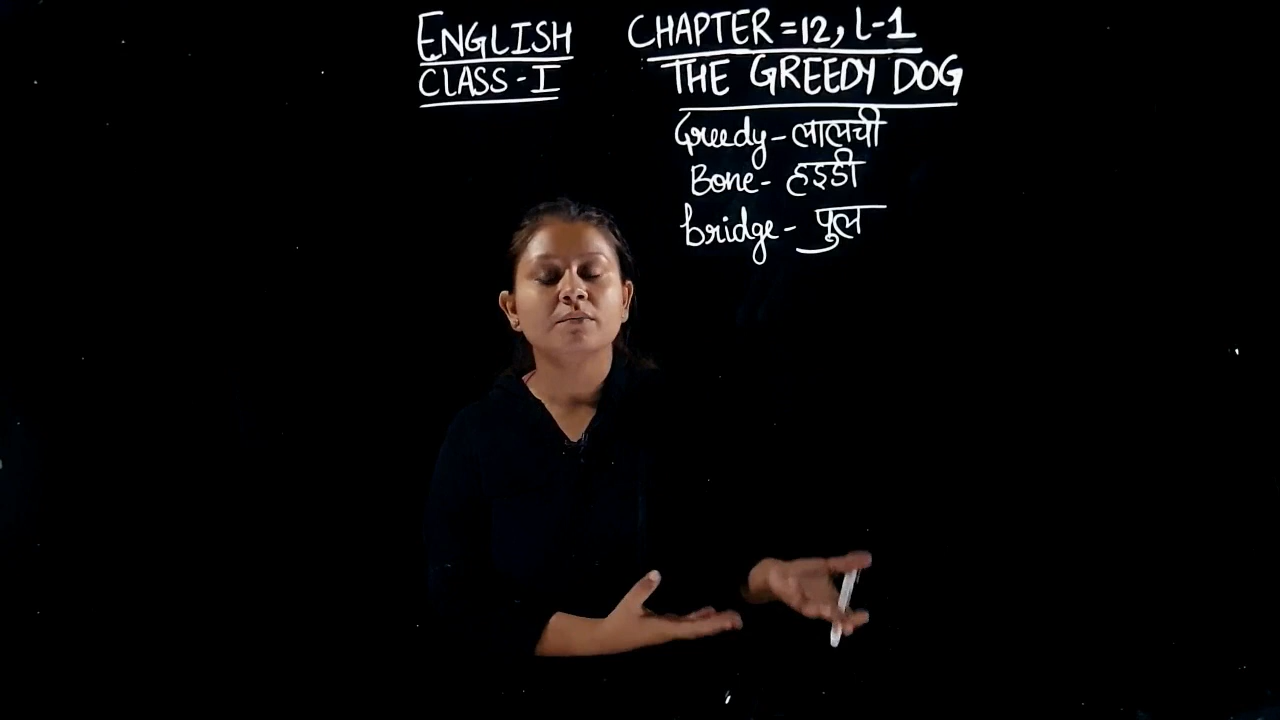 ENGLISH CHAPTER =12, L-1
CLASS-I THE GREEDY DOG
Greedy - लालची
Bone - हड्डी
bridge - पुल